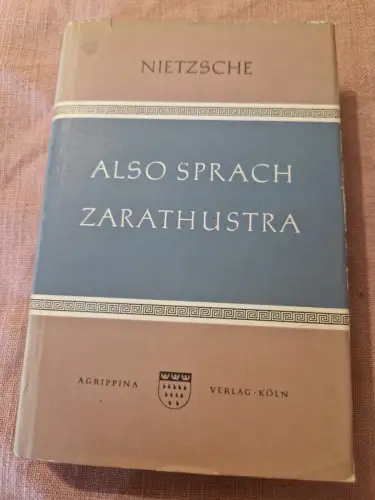 NIETZSCHE
ALSO SPRACH
ZARATHUSTRA
AGRIPPINA VERLAG · KÖLN